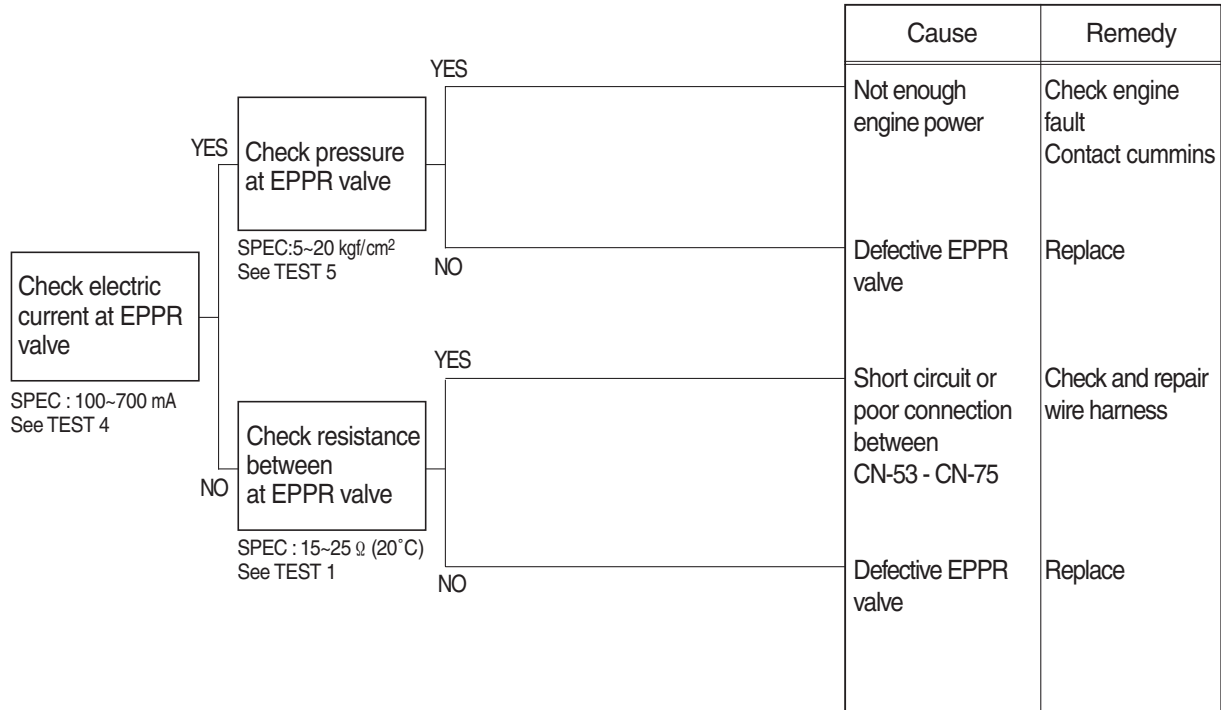 Cause
Remedy
YES
Not enough
engine power
Check engine
fault
Contact cummins
YES
Check pressure
at EPPR valve
SPEC:5~20 kgf/cm²
See TEST 5
NO
Defective EPPR
valve
Replace
Check electric
current at EPPR
valve
SPEC : 100~700 mA
See TEST 4
YES
Short circuit or
poor connection
between
CN-53 - CN-75
Check and repair
wire harness
NO
Check resistance
between
at EPPR valve
SPEC : 15~25 Ω (20˚C)
See TEST 1
NO
Defective EPPR
valve
Replace